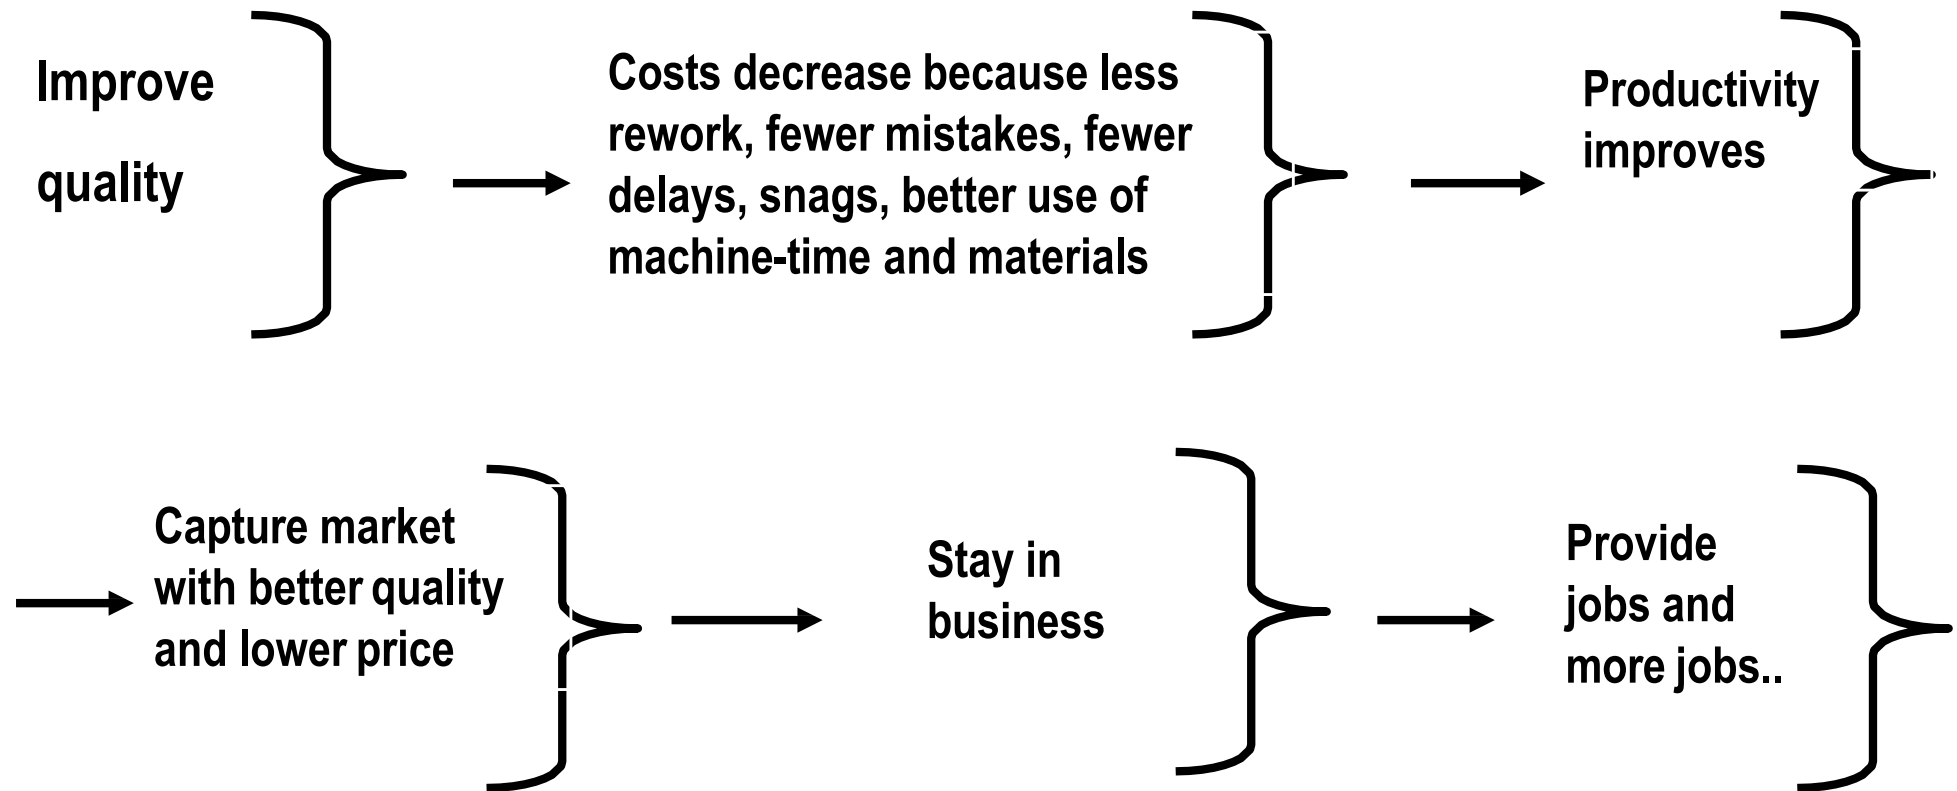 Improve
quality
Costs decrease because less
rework, fewer mistakes, fewer
delays, snags, better use of
machine-time and materials
Productivity
improves
Capture market
with better quality
and lower price
Stay in
business
Provide
jobs and
more jobs..